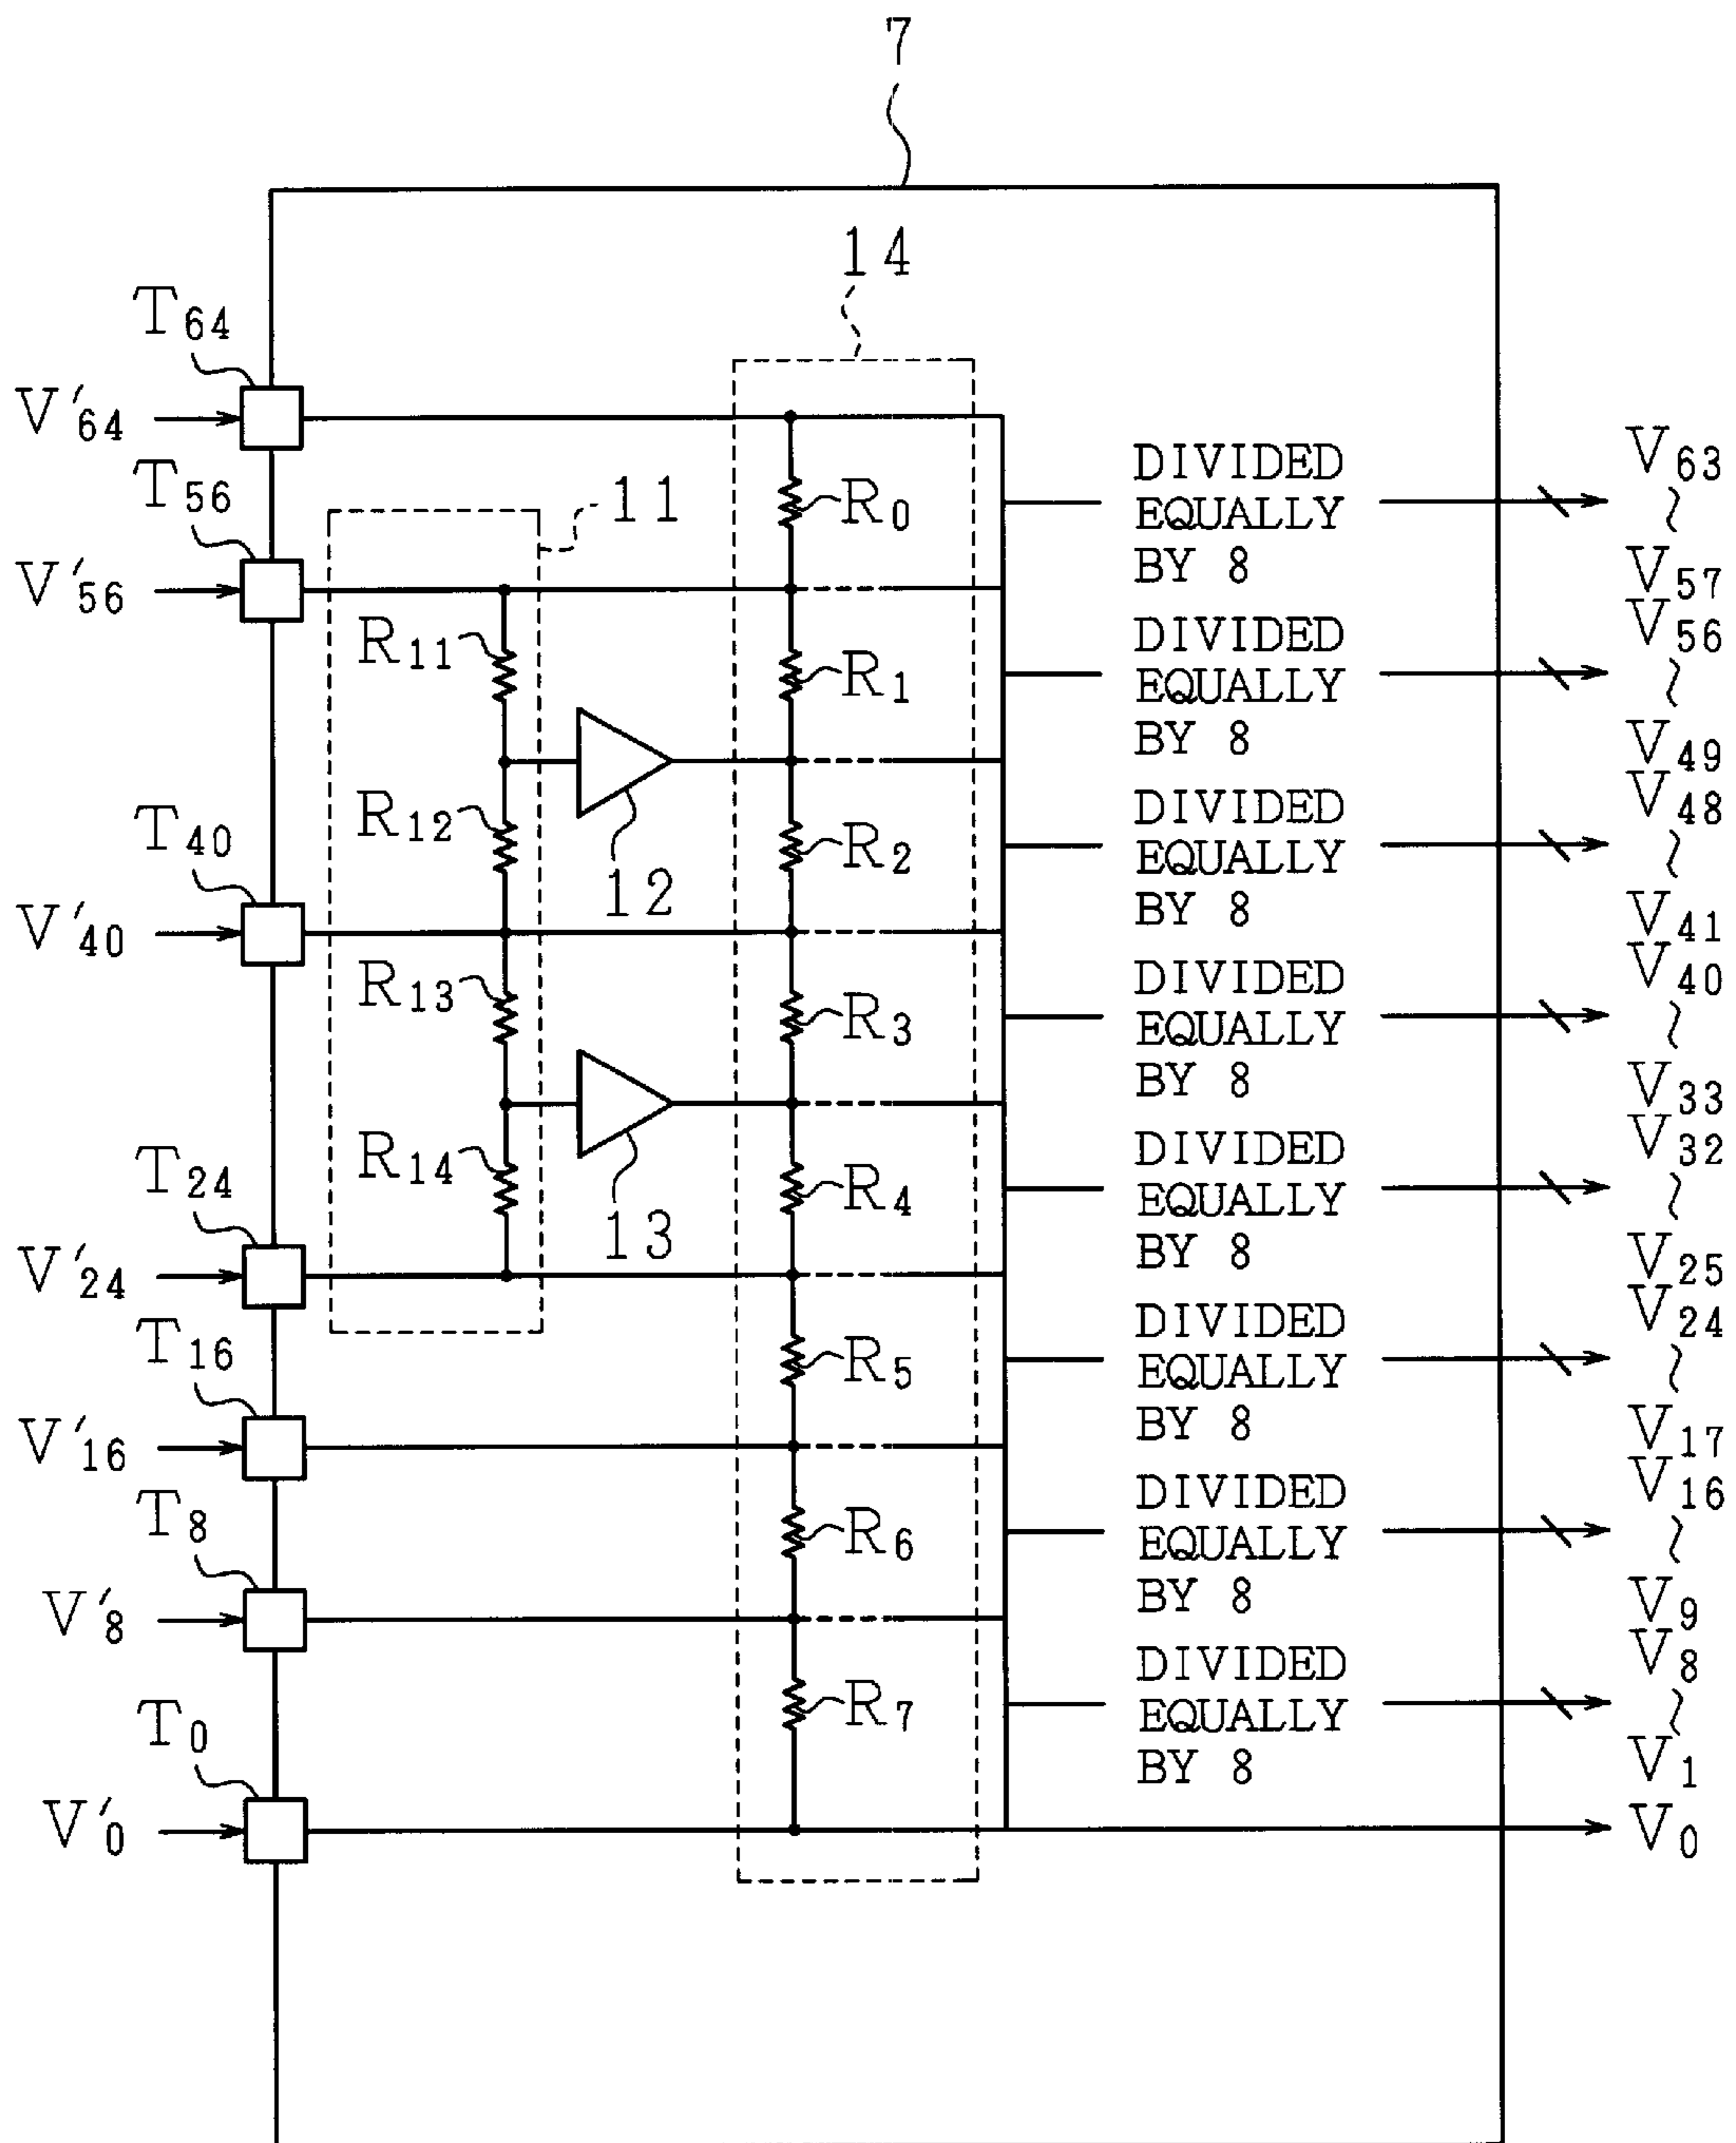 7
14
T64
V'64
T56
V'56
11
R0
DIVIDED
EQUALLY
BY 8
V63
~
V57
R11
R1
DIVIDED
EQUALLY
BY 8
V56
~
V49
R12
12
R2
DIVIDED
EQUALLY
BY 8
V48
~
V41
T40
V'40
R13
R3
DIVIDED
EQUALLY
BY 8
V40
~
V33
R14
13
R4
DIVIDED
EQUALLY
BY 8
V32
~
V25
T24
V'24
R5
DIVIDED
EQUALLY
BY 8
V24
~
V17
T16
V'16
R6
DIVIDED
EQUALLY
BY 8
V16
~
V9
T8
V'8
R7
DIVIDED
EQUALLY
BY 8
V8
~
V1
T0
V'0
V0